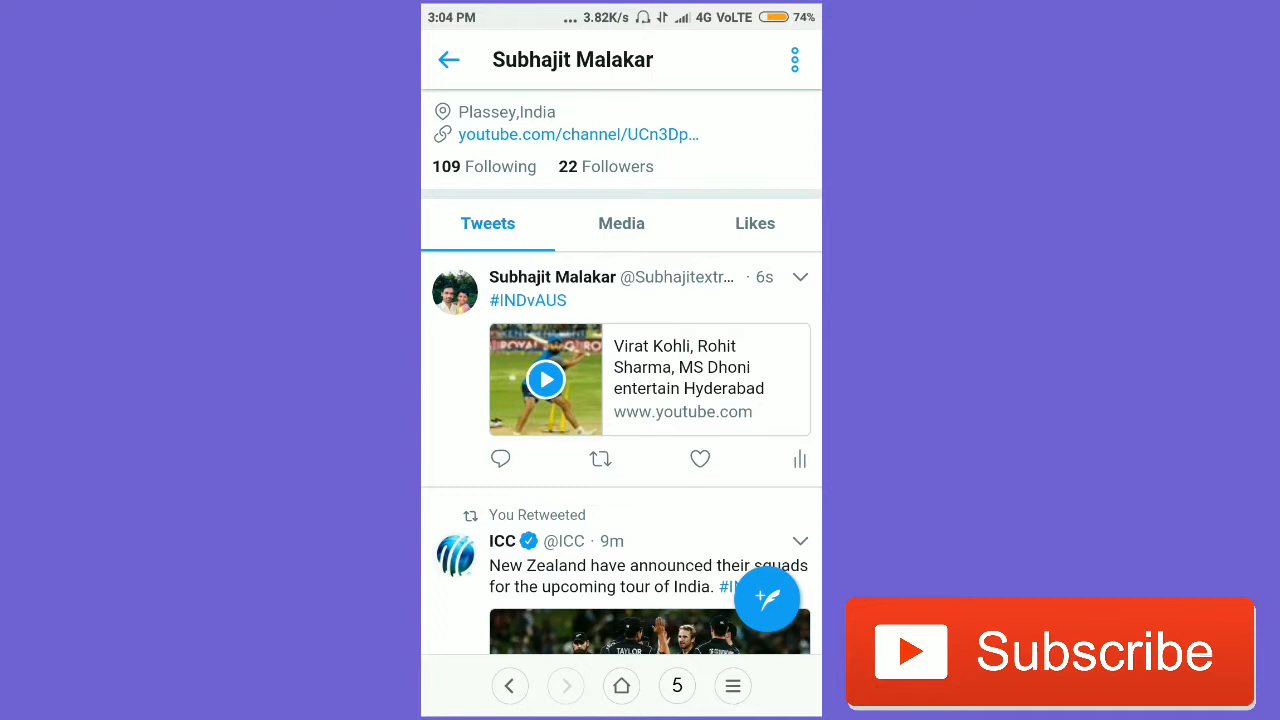 3:04 PM ... 3.82K/s 4G VoLTE 74%
Subhajit Malakar
Plassey,India
youtube.com/channel/UCn3Dp...
109 Following 22 Followers
Tweets Media Likes
Subhajit Malakar @Subhajitextr... · 6s
#INDvAUS
Virat Kohli, Rohit
Sharma, MS Dhoni
entertain Hyderabad
www.youtube.com
You Retweeted
ICC @ICC · 9m
New Zealand have announced their squads
for the upcoming tour of India.
TAYLOR
5
Subscribe